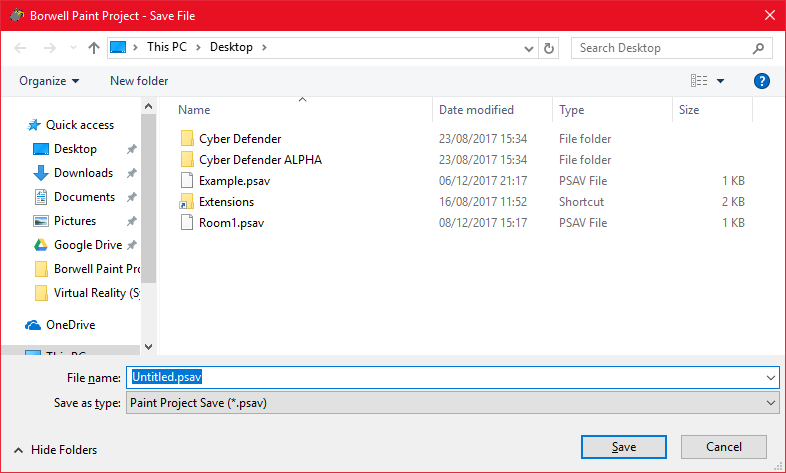 Borwell Paint Project - Save File
This PC > Desktop >
Search Desktop
Organize
New folder
?
Name Date modified Type Size
Quick access
Desktop
Downloads
Documents
Pictures
Google Drive
Borwell Paint Pro
Virtual Reality (Sy
OneDrive
This PC
Cyber Defender 23/08/2017 15:34 File folder
Cyber Defender ALPHA 23/08/2017 15:34 File folder
Example.psav 06/12/2017 21:17 PSAV File 1 KB
Extensions 16/08/2017 11:52 Shortcut 2 KB
Room1.psav 08/12/2017 15:17 PSAV File 1 KB
File name: Untitled.psav
Save as type: Paint Project Save (*.psav)
Hide Folders
Save
Cancel